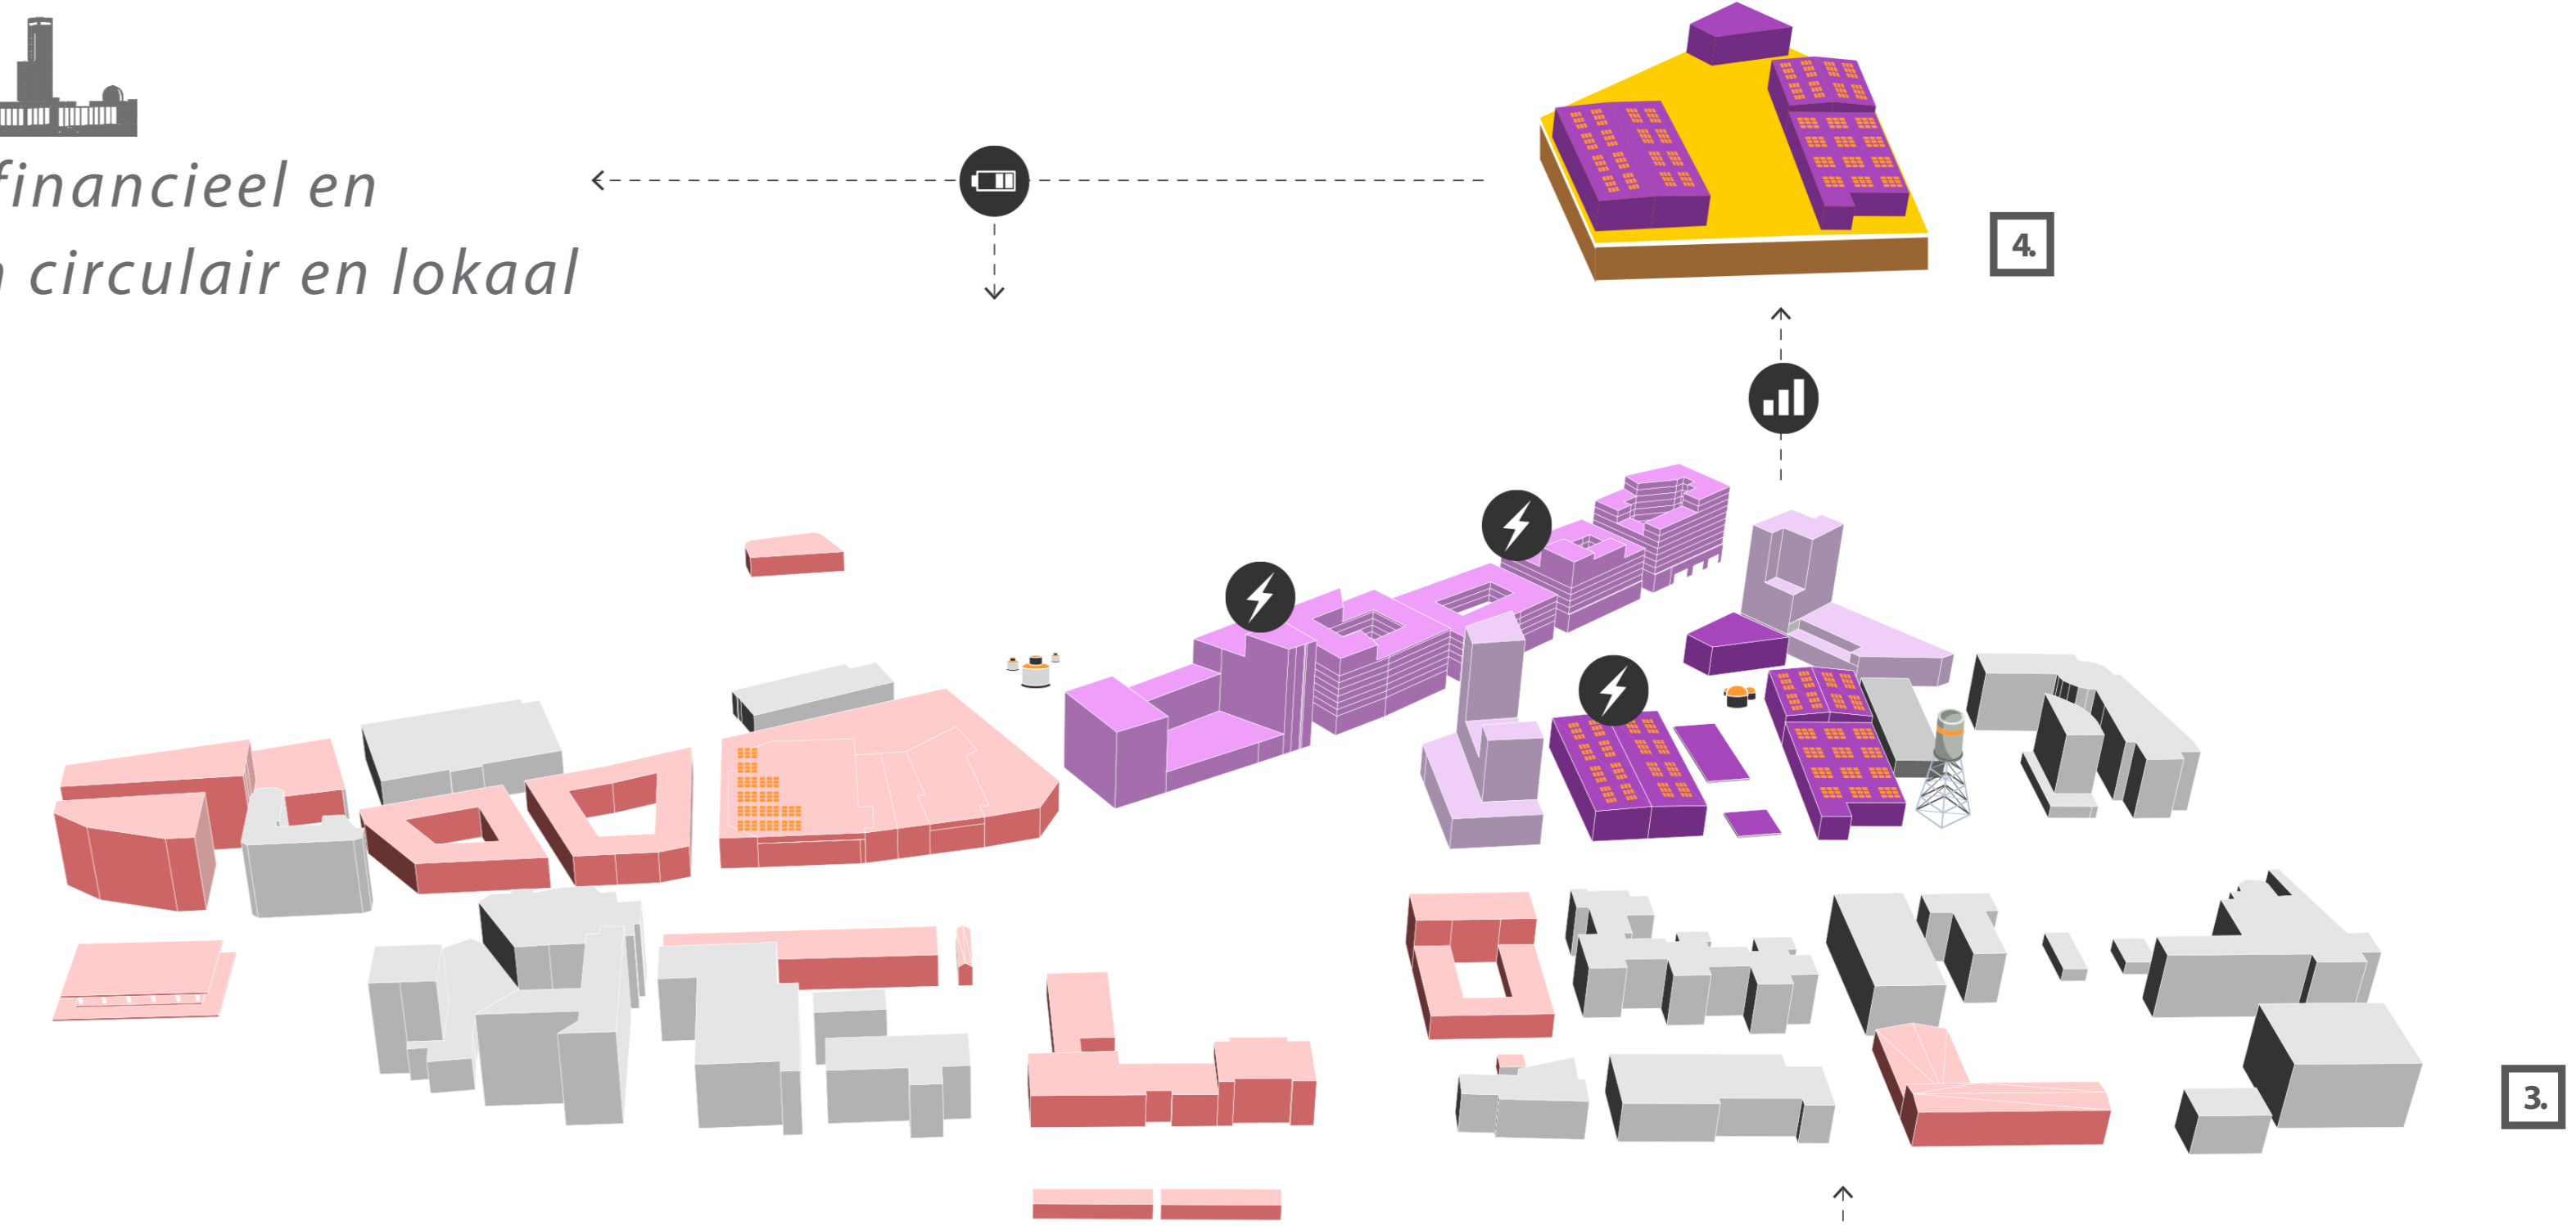 financieel en
circulair en lokaal
4.
3.